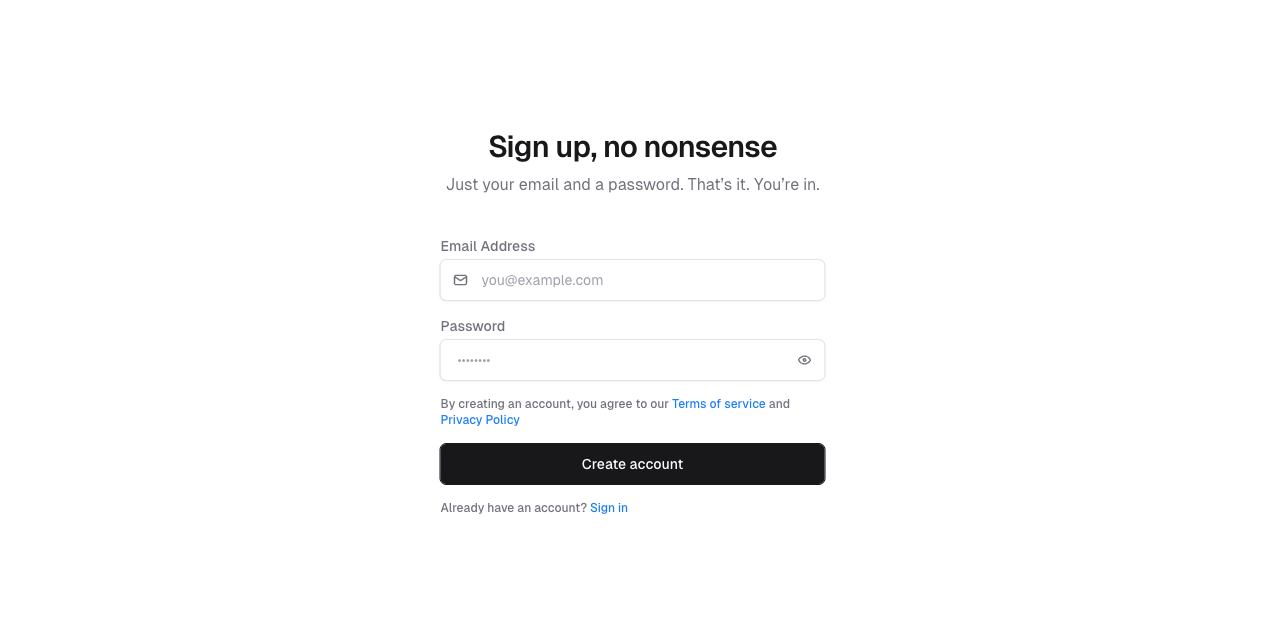 Sign up, no nonsense
Just your email and a password. That’s it. You’re in.
Email Address
you@example.com
Password
••••••••
By creating an account, you agree to our Terms of service and
Privacy Policy
Create account
Already have an account? Sign in